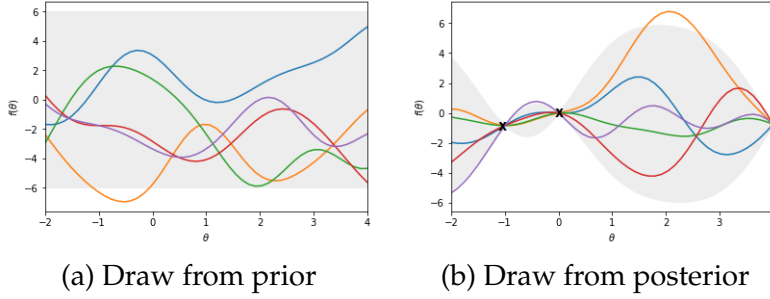 6
4
2
0
−2
−4
−6
f(θ)
−2 −1 0 1 2 3 4
θ
6
4
2
0
−2
−4
−6
f(θ)
X X
−2 −1 0 1 2 3
θ
(a) Draw from prior
(b) Draw from posterior